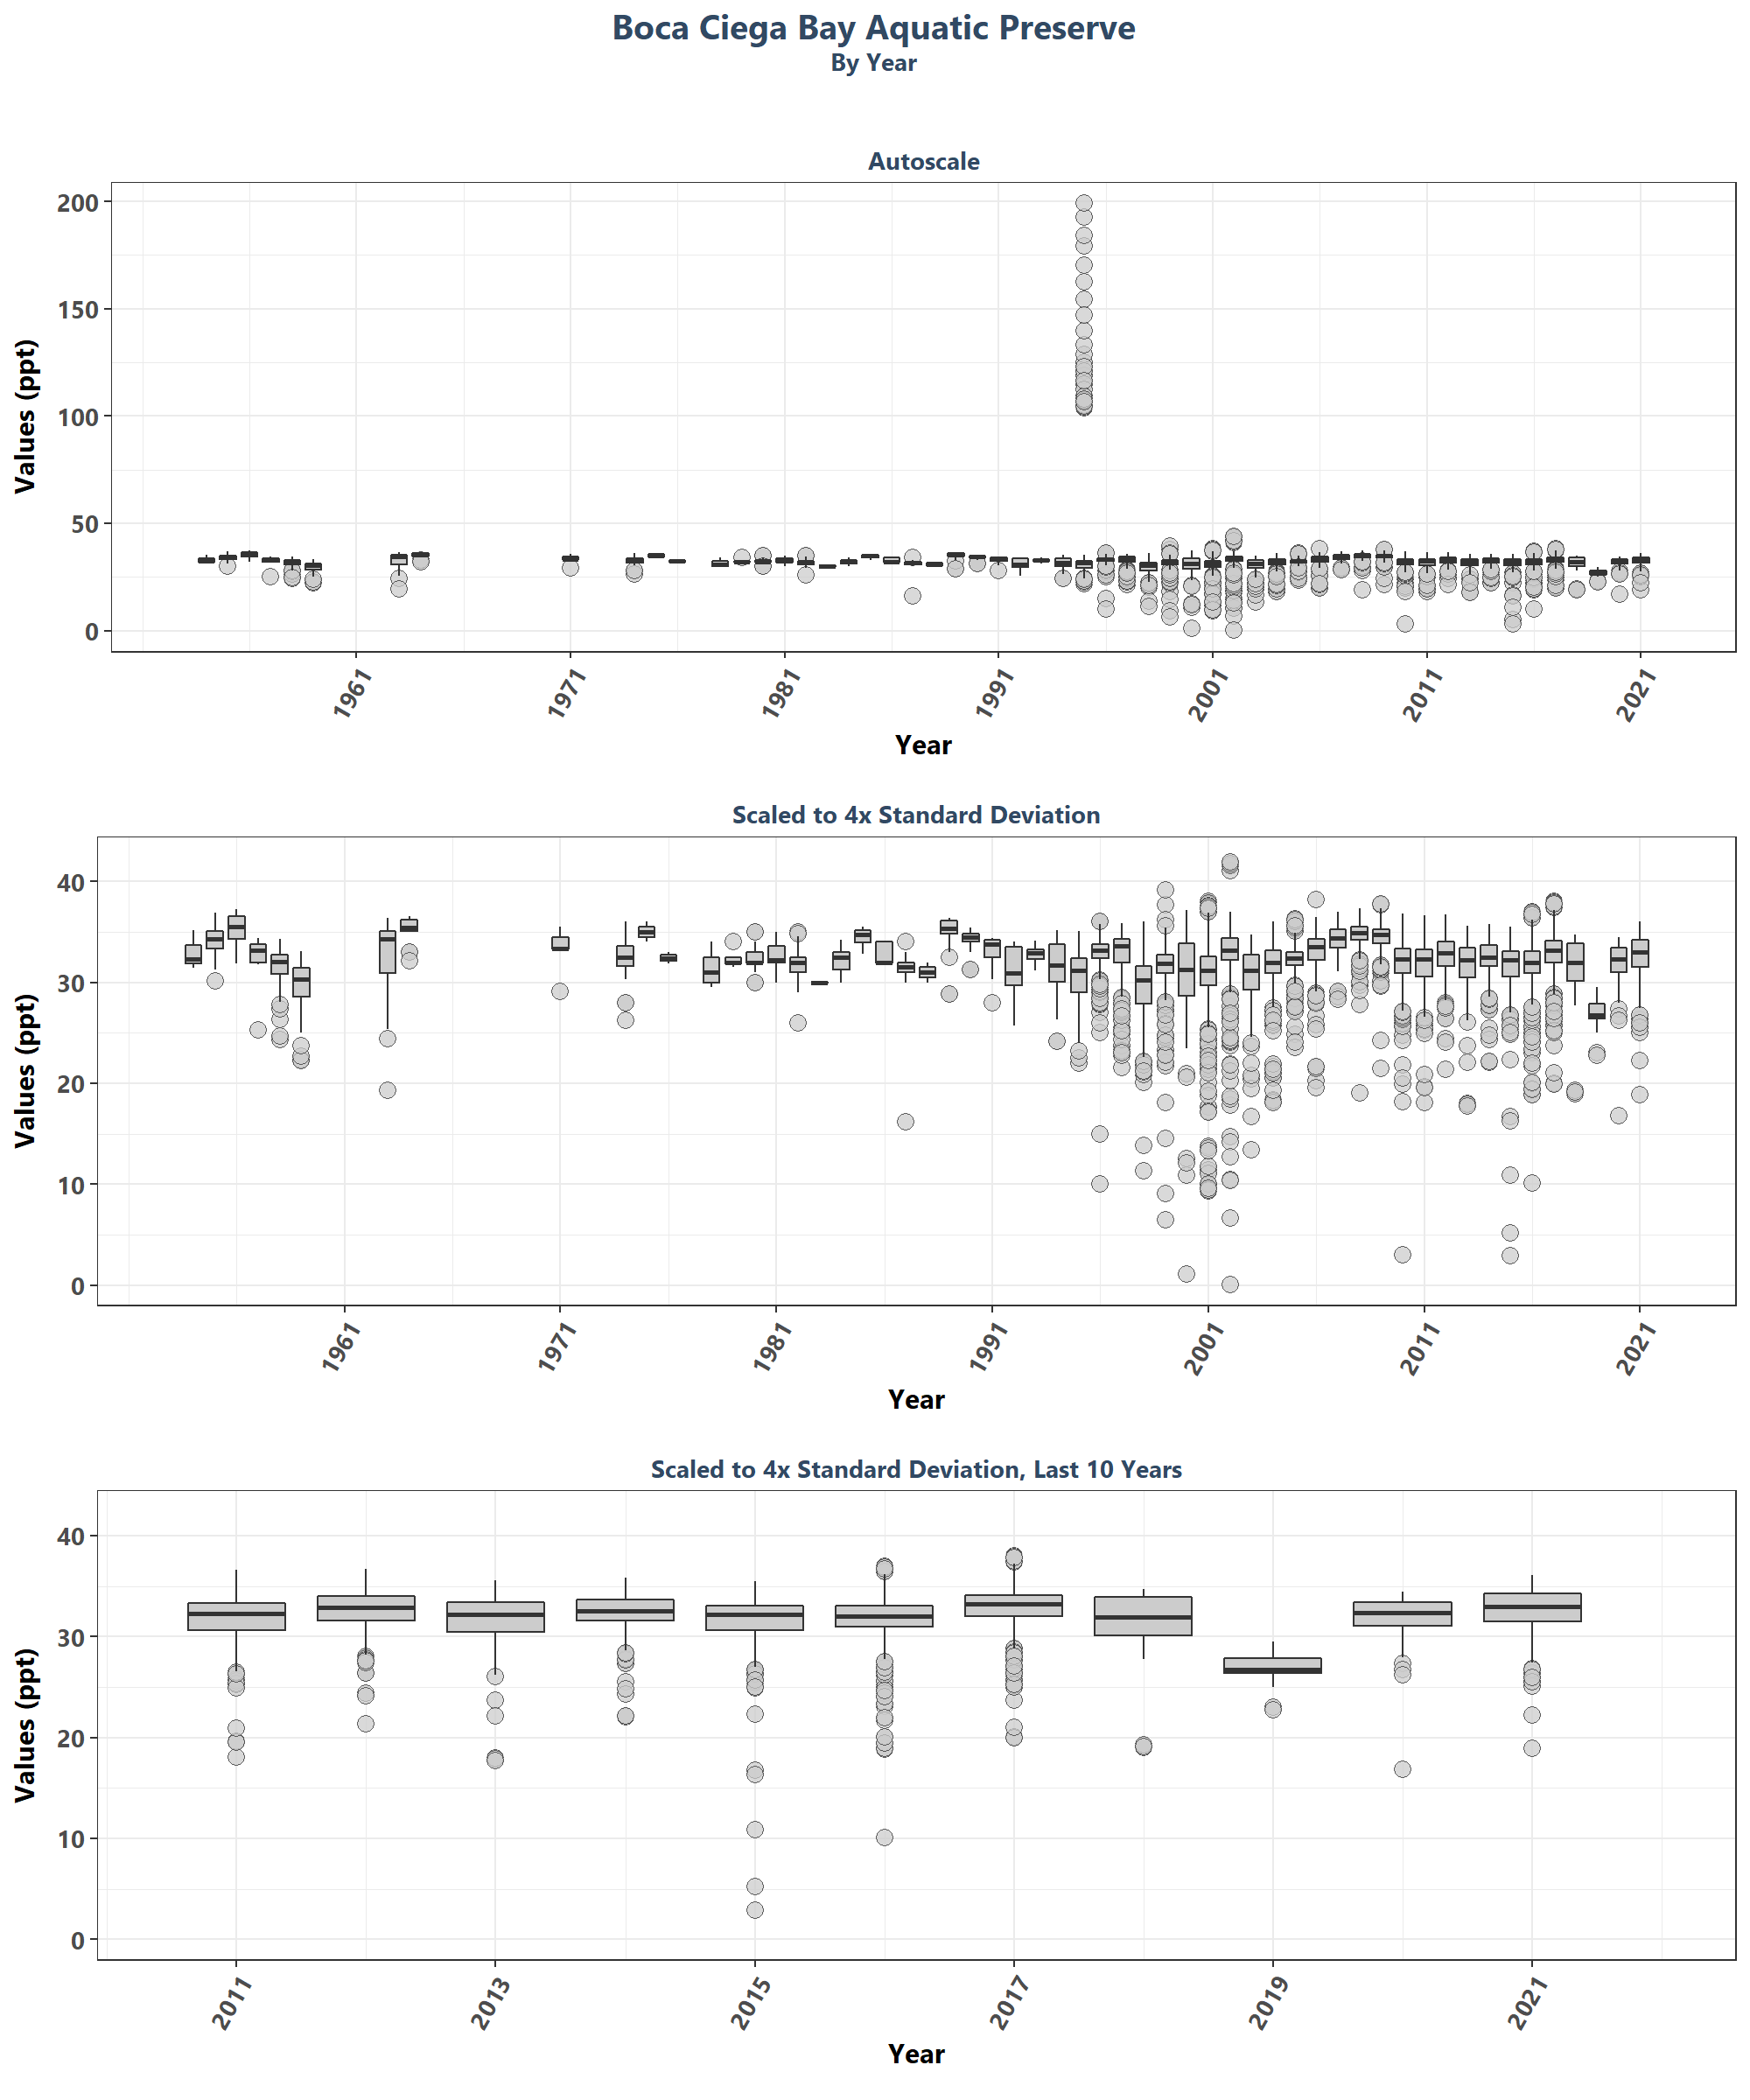 Boca Ciega Bay Aquatic Preserve
By Year
Autoscale
Values (ppt)
200
150
100
50
0
1961 1971 1981 1991 2001 2011 2021
Year
Scaled to 4x Standard Deviation
Values (ppt)
40
30
20
10
0
1961 1971 1981 1991 2001 2011 2021
Year
Scaled to 4x Standard Deviation, Last 10 Years
Values (ppt)
40
30
20
10
0
2011 2013 2015 2017 2019 2021
Year